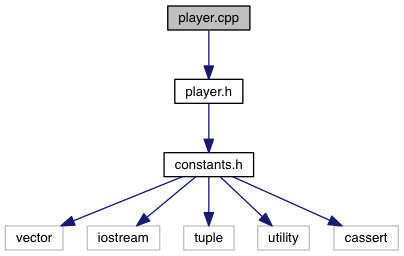 player.cpp
player.h
constants.h
vector iostream tuple utility cassert